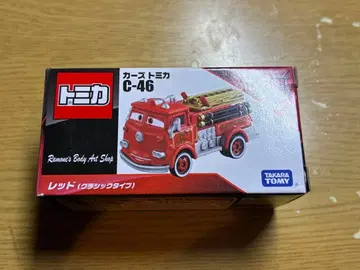 トミカ
カーズ トミカ
C-46
Ramone's Body Art Shop
レッド (クラシックタイプ)
TAKARA
TOMY